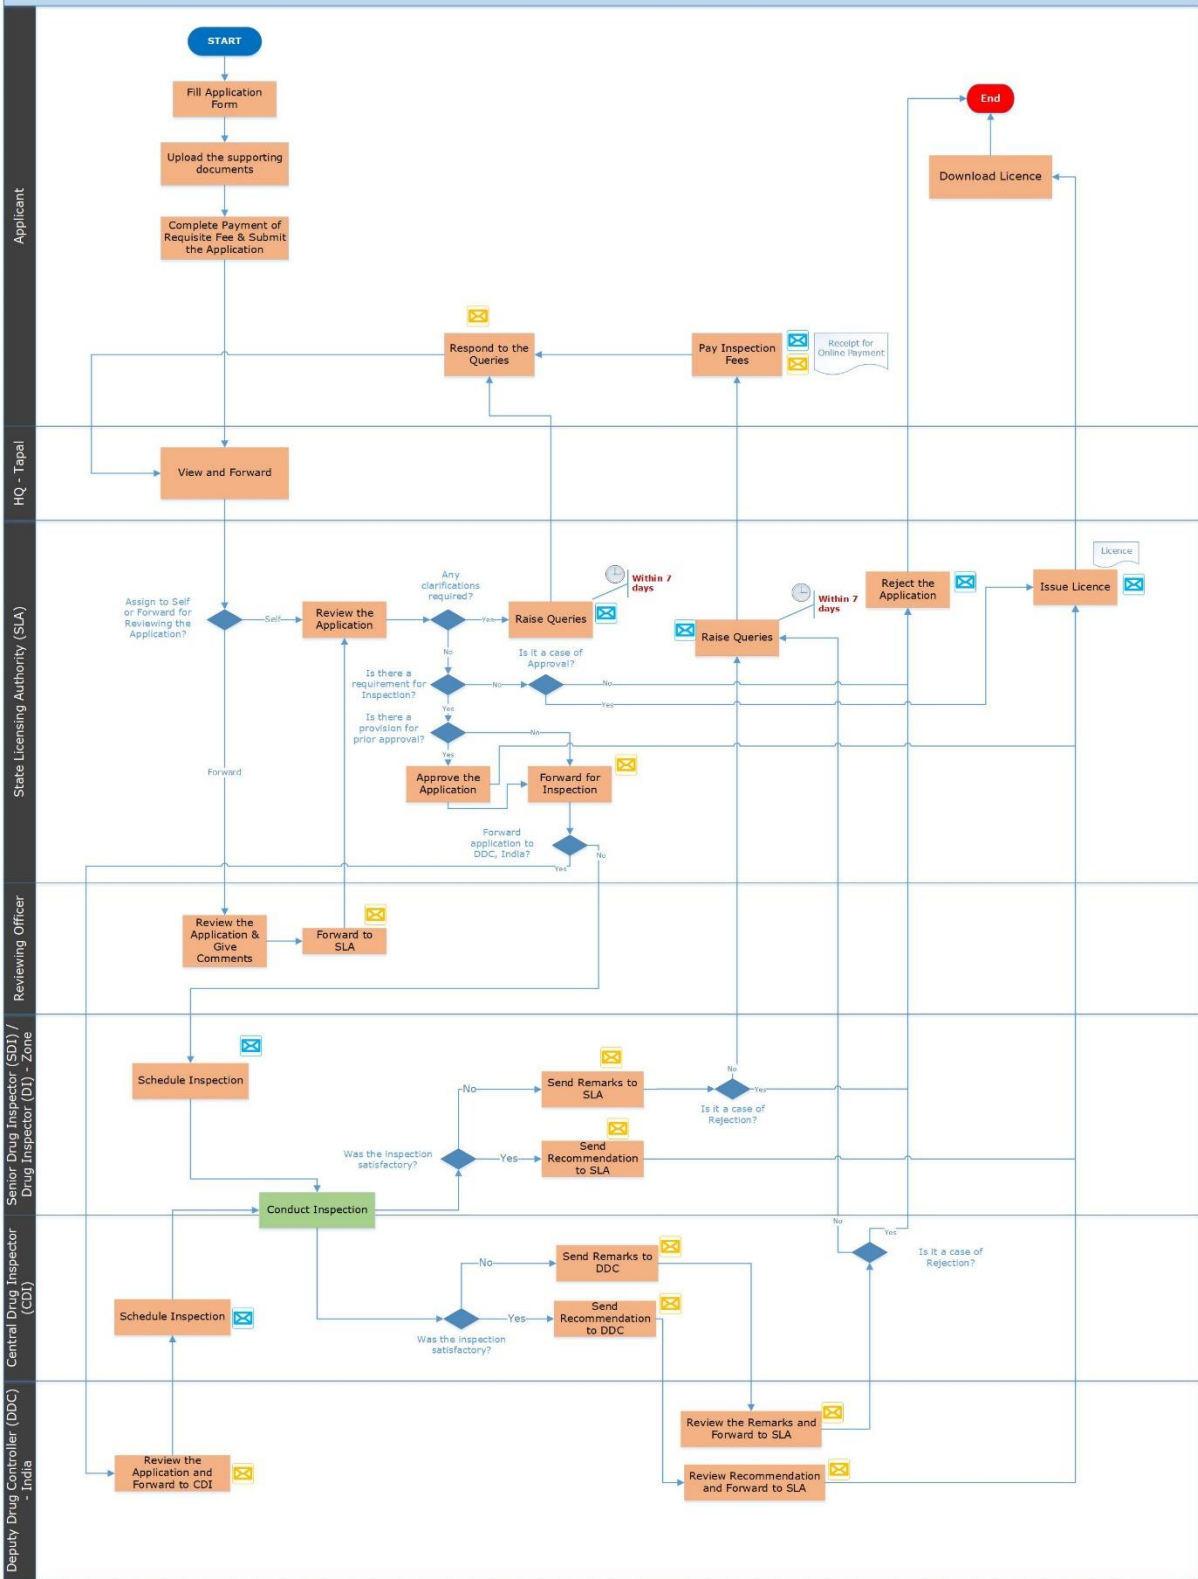 START
Fill Application
Form
End
Upload the supporting
documents
Download Licence
Complete Payment of
Requisite Fee & Submit
the Application
Applicant
Respond to the
Queries
Pay Inspection
Fees
Receipt for
Online Payment
HQ - Tapal
View and Forward
State Licensing Authority (SLA)
Assign to Self
or Forward for
Reviewing the
Application?
Self
Review the
Application
Any
clarifications
required?
Yes
Raise Queries
Within 7
days
Raise Queries
Within 7
days
Reject the
Application
Licence
Issue Licence
No
Is there a
requirement for
Inspection?
No
Is it a case of
Approval?
No
Yes
Yes
Is there a
provision for
prior approval?
No
Yes
Forward
Approve the
Application
Forward for
Inspection
Forward
application to
DDC, India?
No
Yes
Reviewing Officer
Review the
Application &
Give
Comments
Forward to
SLA
Senior Drug Inspector (SDI) /
Drug Inspector (DI) - Zone
Schedule Inspection
No
Send Remarks to
SLA
No
Yes
Is it a case of
Rejection?
Was the inspection
satisfactory?
Yes
Send
Recommendation
to SLA
Conduct Inspection
Central Drug Inspector
(CDI)
No
Yes
Is it a case of
Rejection?
No
Send Remarks to
DDC
Schedule Inspection
Yes
Send
Recommendation
to DDC
Was the inspection
satisfactory?
Deputy Drug Controller (DDC)
- India
Review the Remarks and
Forward to SLA
Review the
Application and
Forward to CDI
Review Recommendation
and Forward to SLA